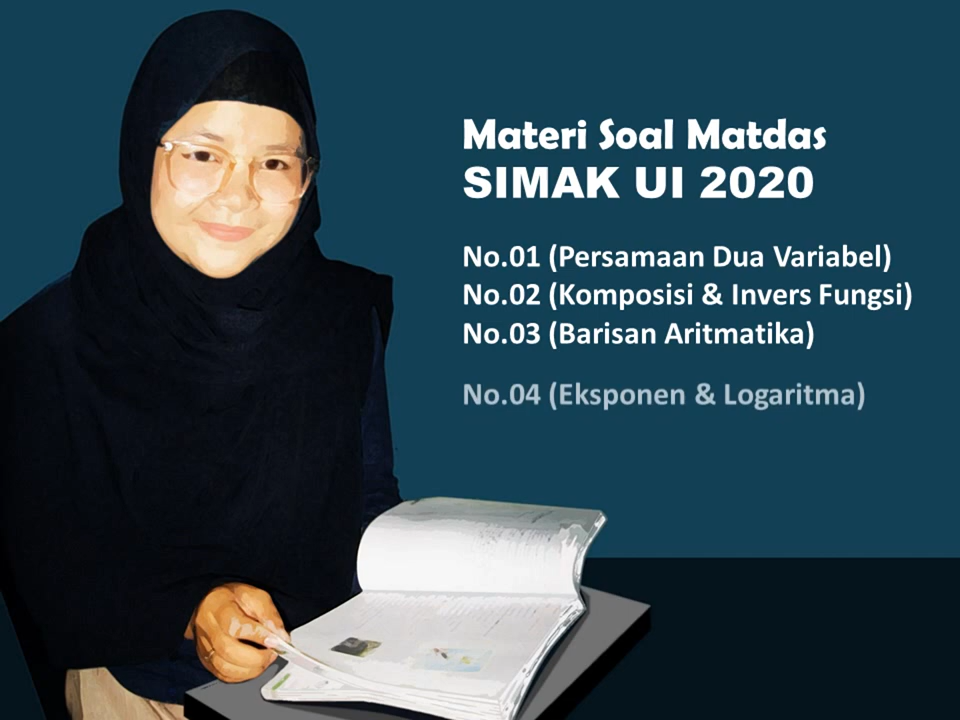 Materi Soal Matdas
SIMAK UI 2020
No.01 (Persamaan Dua Variabel)
No.02 (Komposisi & Invers Fungsi)
No.03 (Barisan Aritmatika)
No.04 (Eksponen & Logaritma)